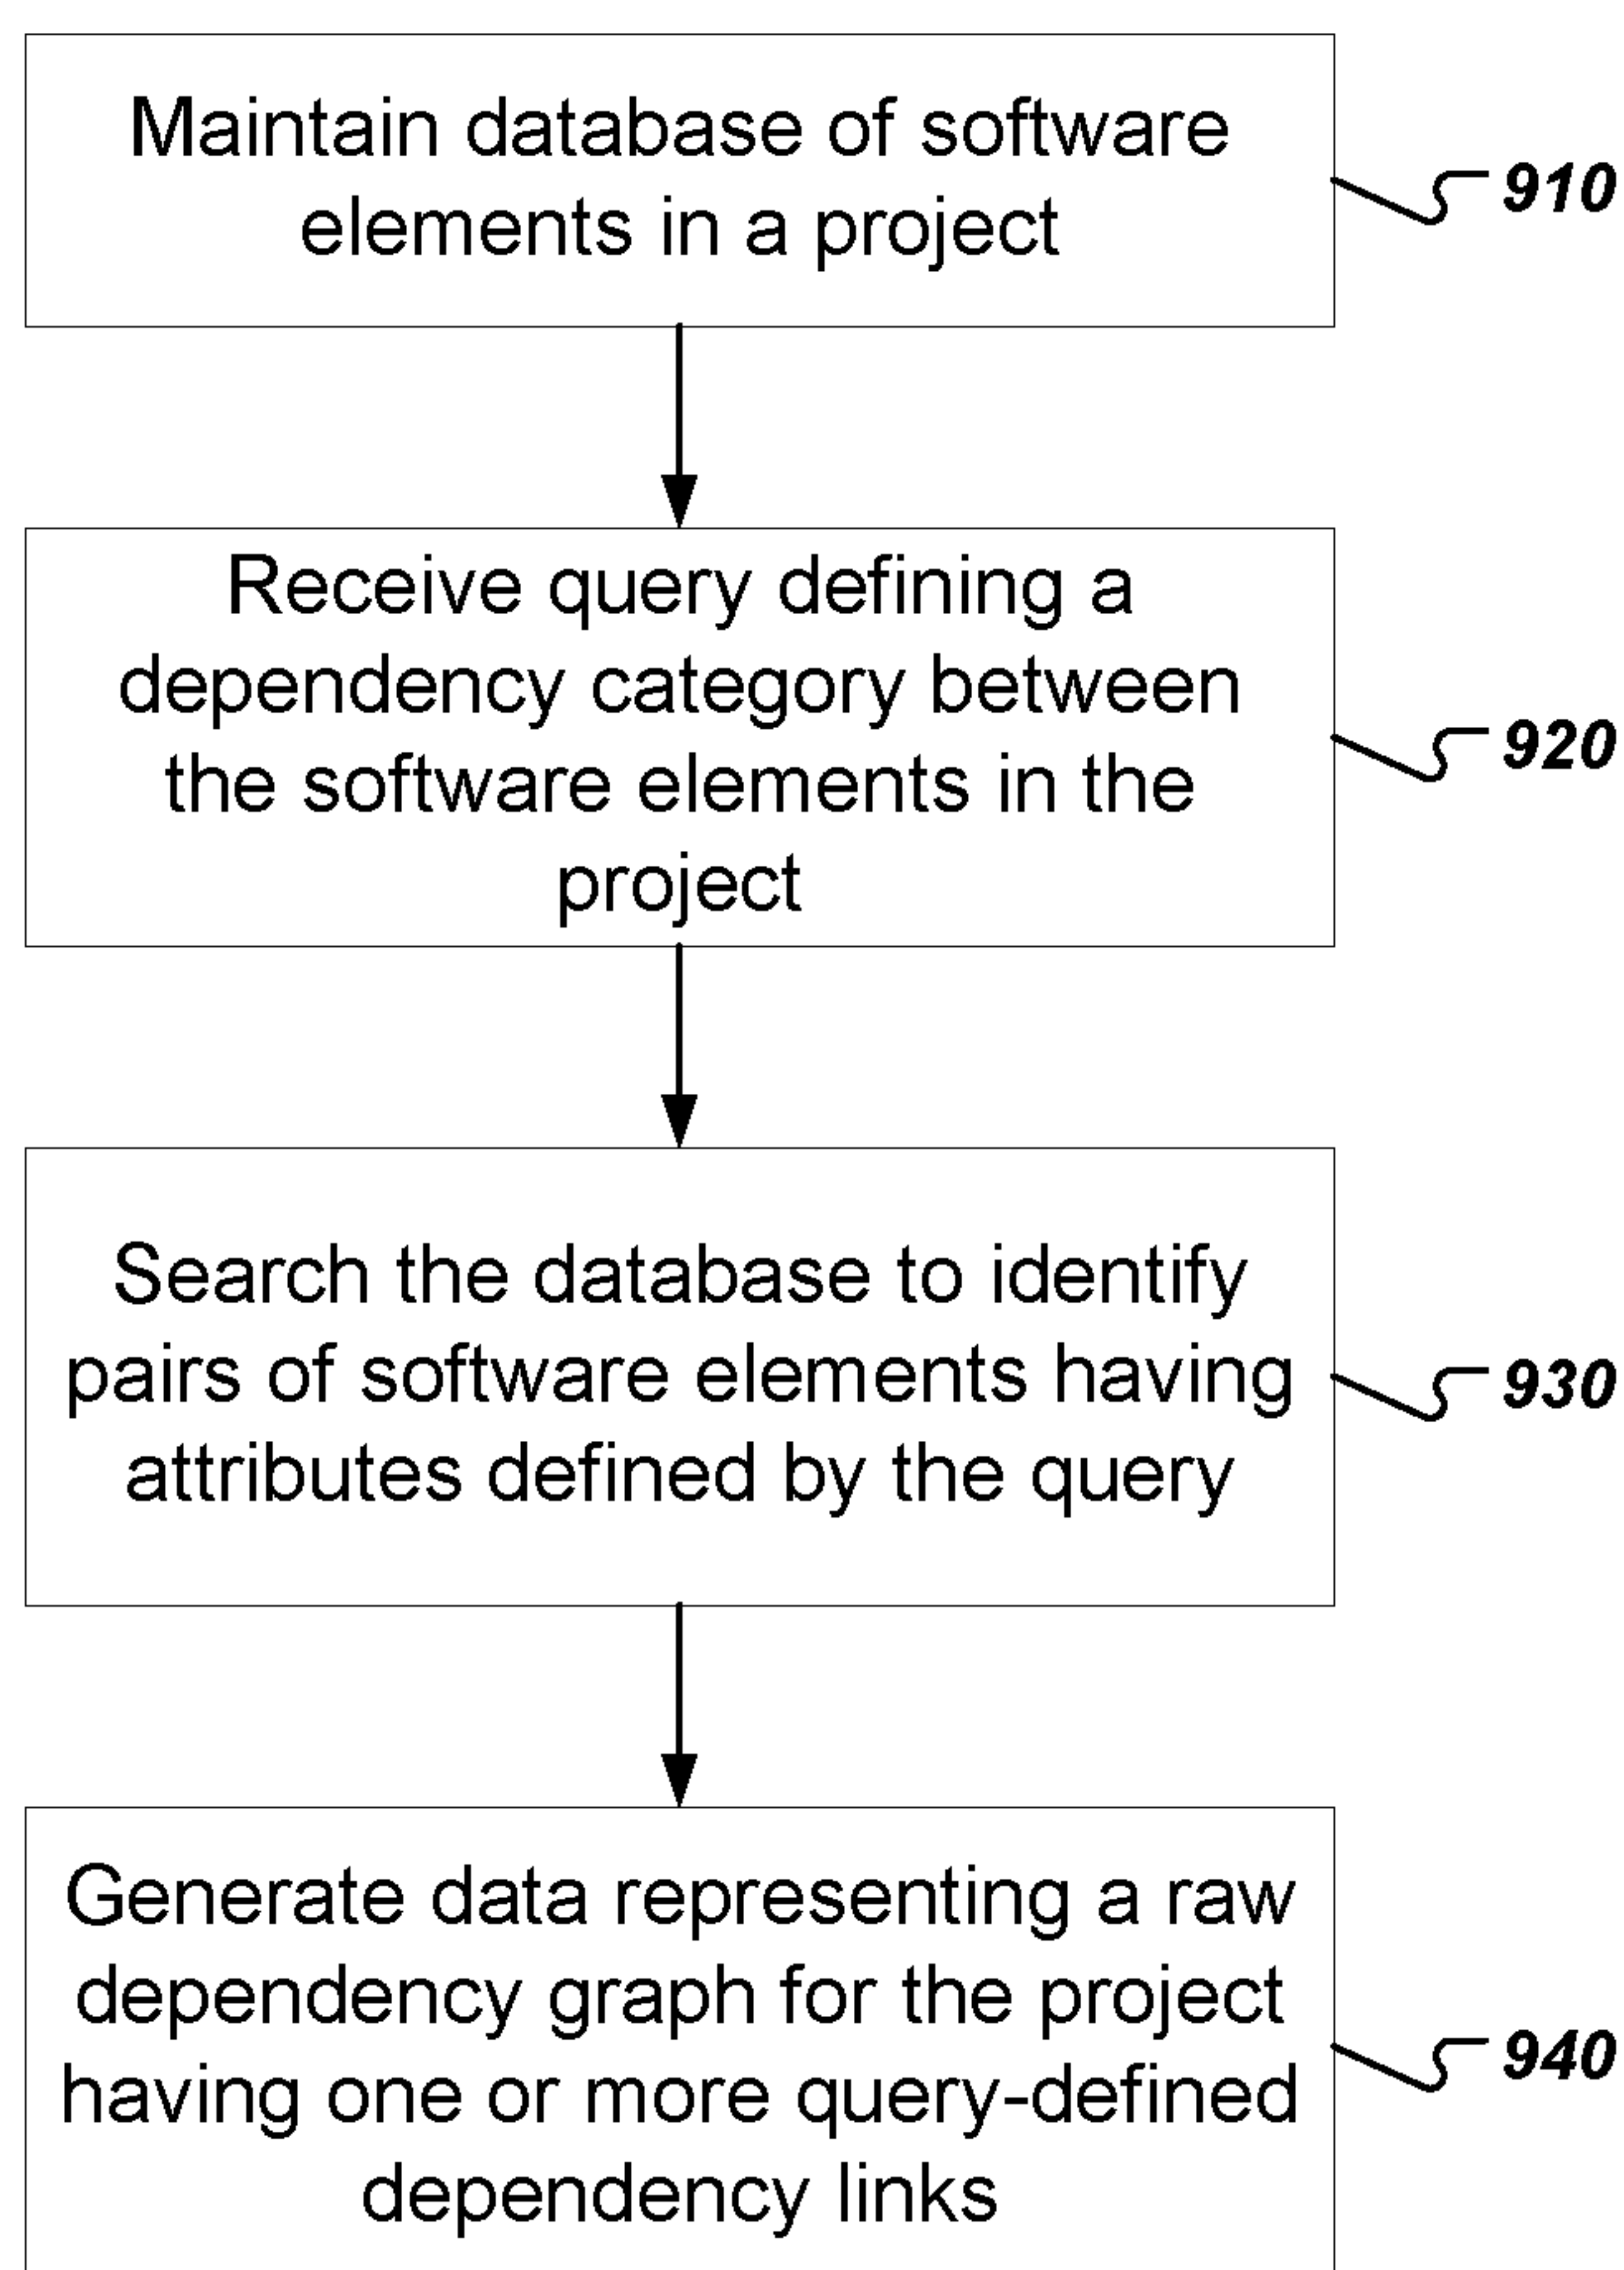 Maintain database of software
elements in a project
910
Receive query defining a
dependency category between
the software elements in the
project
920
Search the database to identify
pairs of software elements having
attributes defined by the query
930
Generate data representing a raw
dependency graph for the project
having one or more query-defined
dependency links
940